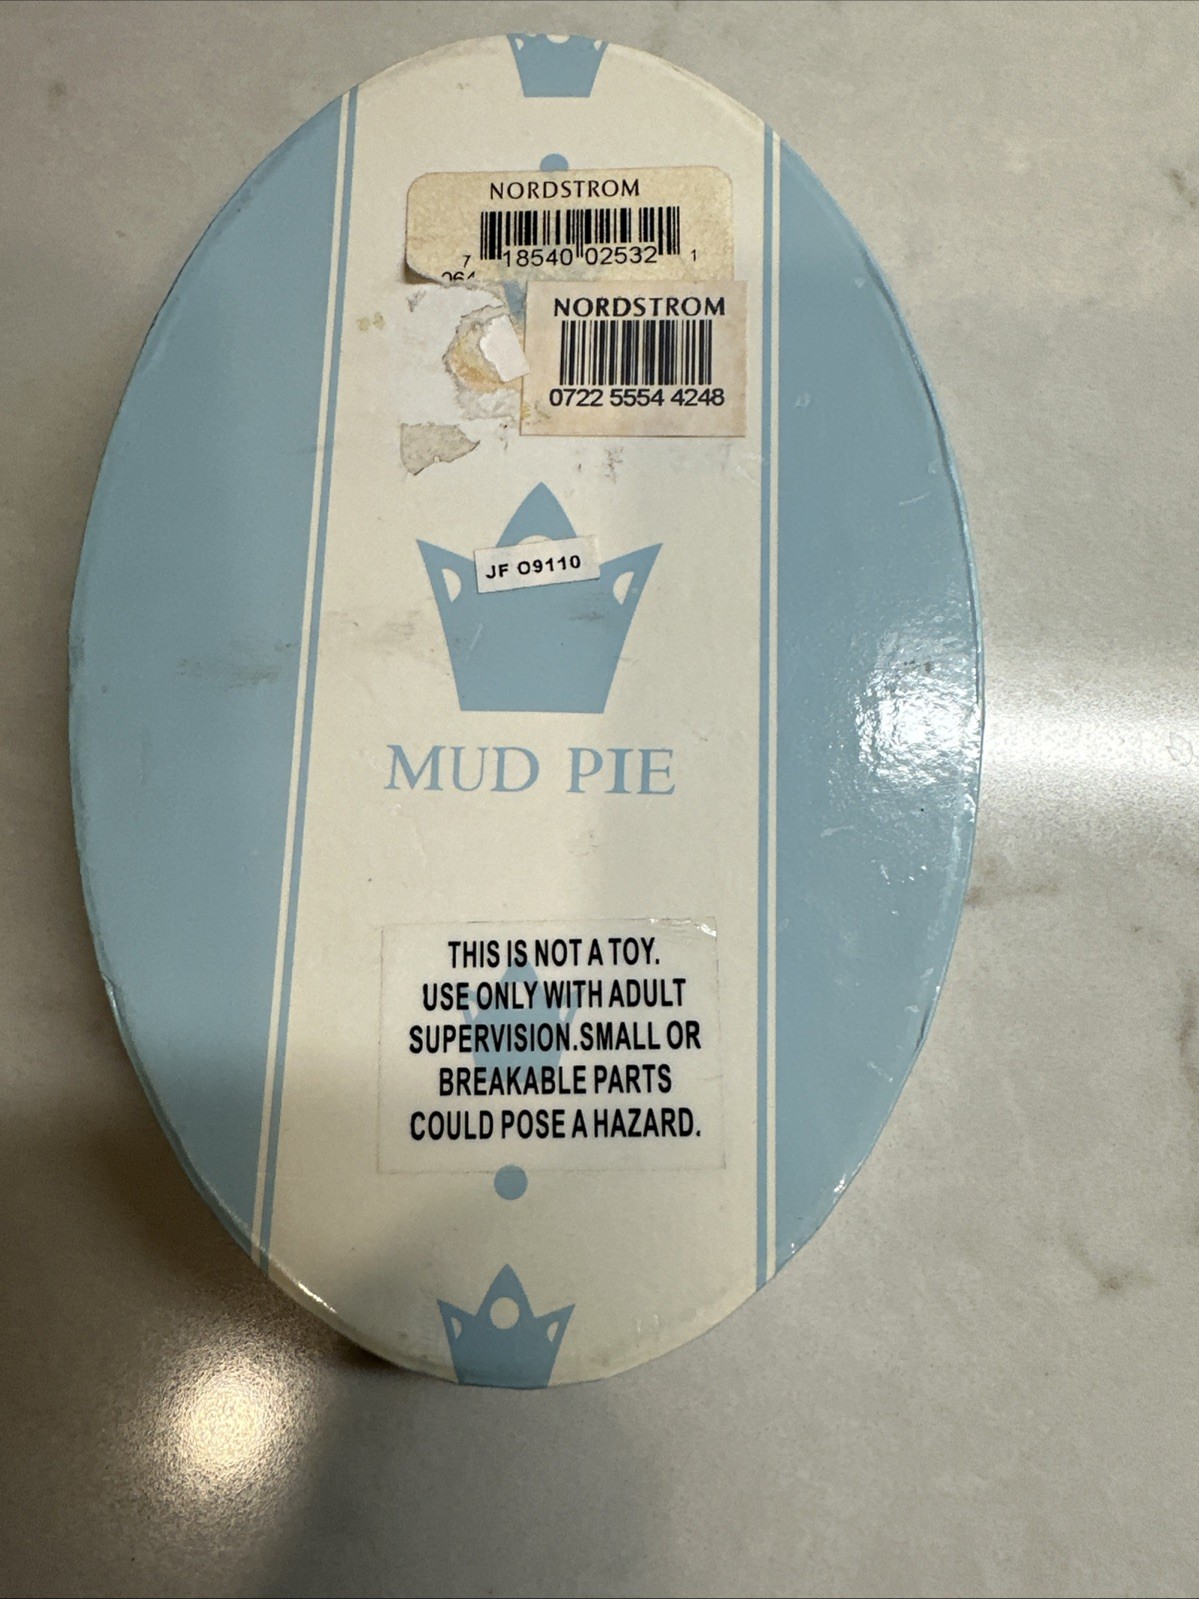 NORDSTROM
7 18540 02532 1
NORDSTROM
0722 5554 4248
JF O9110
MUD PIE
THIS IS NOT A TOY.
USE ONLY WITH ADULT
SUPERVISION.SMALL OR
BREAKABLE PARTS
COULD POSE A HAZARD.